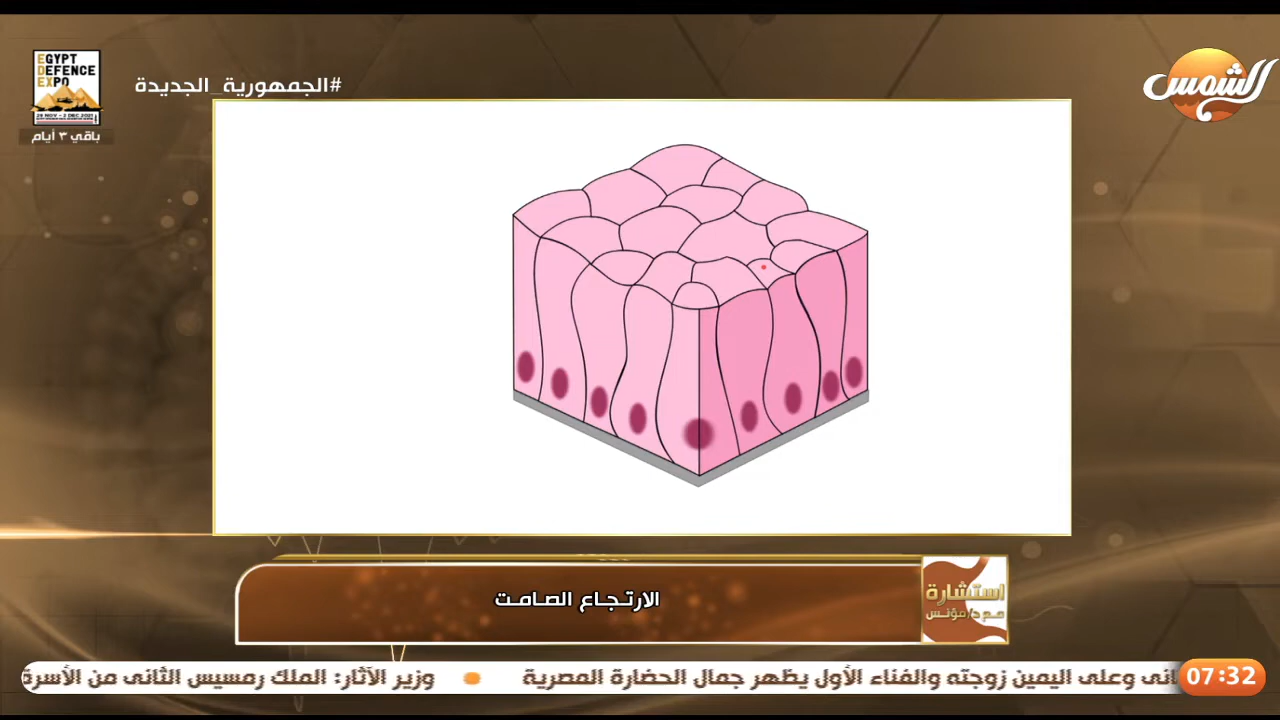 EGYPT
DEFENCE
EXPO
باقي ٣ أيام
#الجمهورية_الجديدة
الشمس
الارتجاع الصامت
استشارة
مع د/مؤنس
ـانى وعلى اليمين زوجته والفناء الأول يظهر جمال الحضارة المصرية
وزير الآثار: الملك رمسيس الثانى من الأسرة
07:32